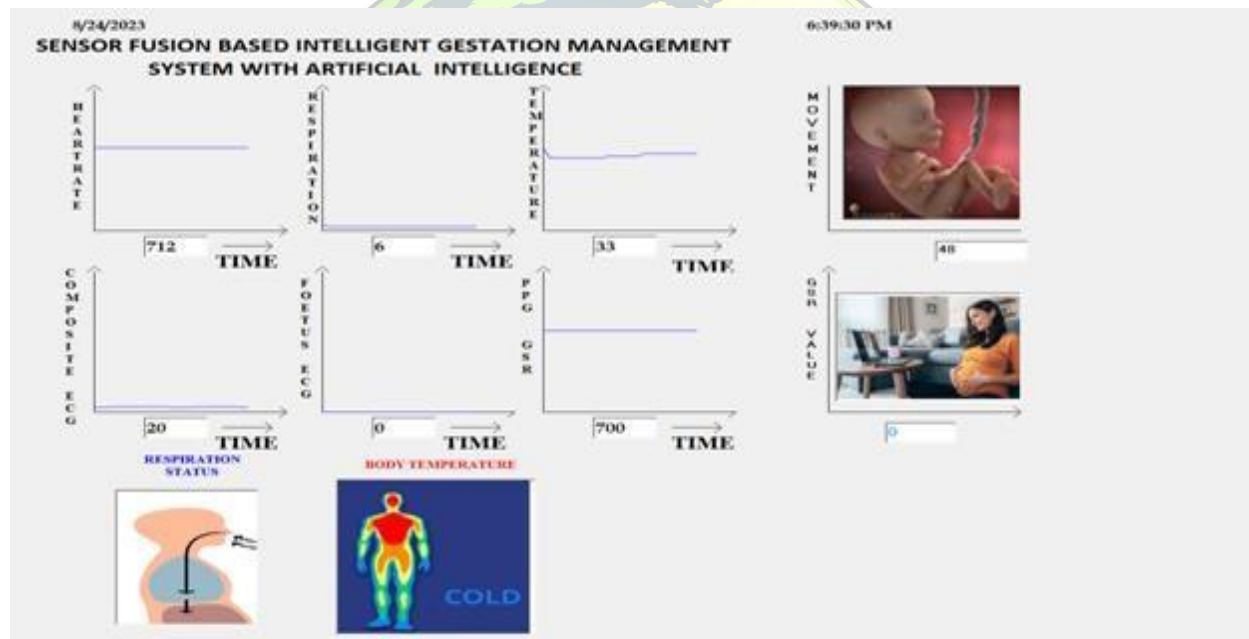 8/24/2023
6:39:30 PM
SENSOR FUSION BASED INTELLIGENT GESTATION MANAGEMENT
SYSTEM WITH ARTIFICIAL INTELLIGENCE
HEARTRATE
712
TIME
RESPIRATION
6
TIME
TEMPERATURE
33
TIME
MOVEMENT
48
COMPOSITE ECG
20
TIME
FOETUS ECG
0
TIME
PPG GSR
700
TIME
GSR VALUE
0
RESPIRATION
STATUS
BODY TEMPERATURE
COLD